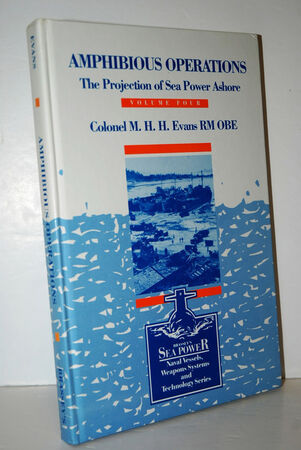 AMPHIBIOUS OPERATIONS
The Projection of Sea Power Ashore
VOLUME FOUR
Colonel M. H. H. Evans RM OBE
BRASSEY'S
SEA POWER
Naval Vessels,
Weapons Systems and
Technology Series
EVANS
AMPHIBIOUS OPERATIONS